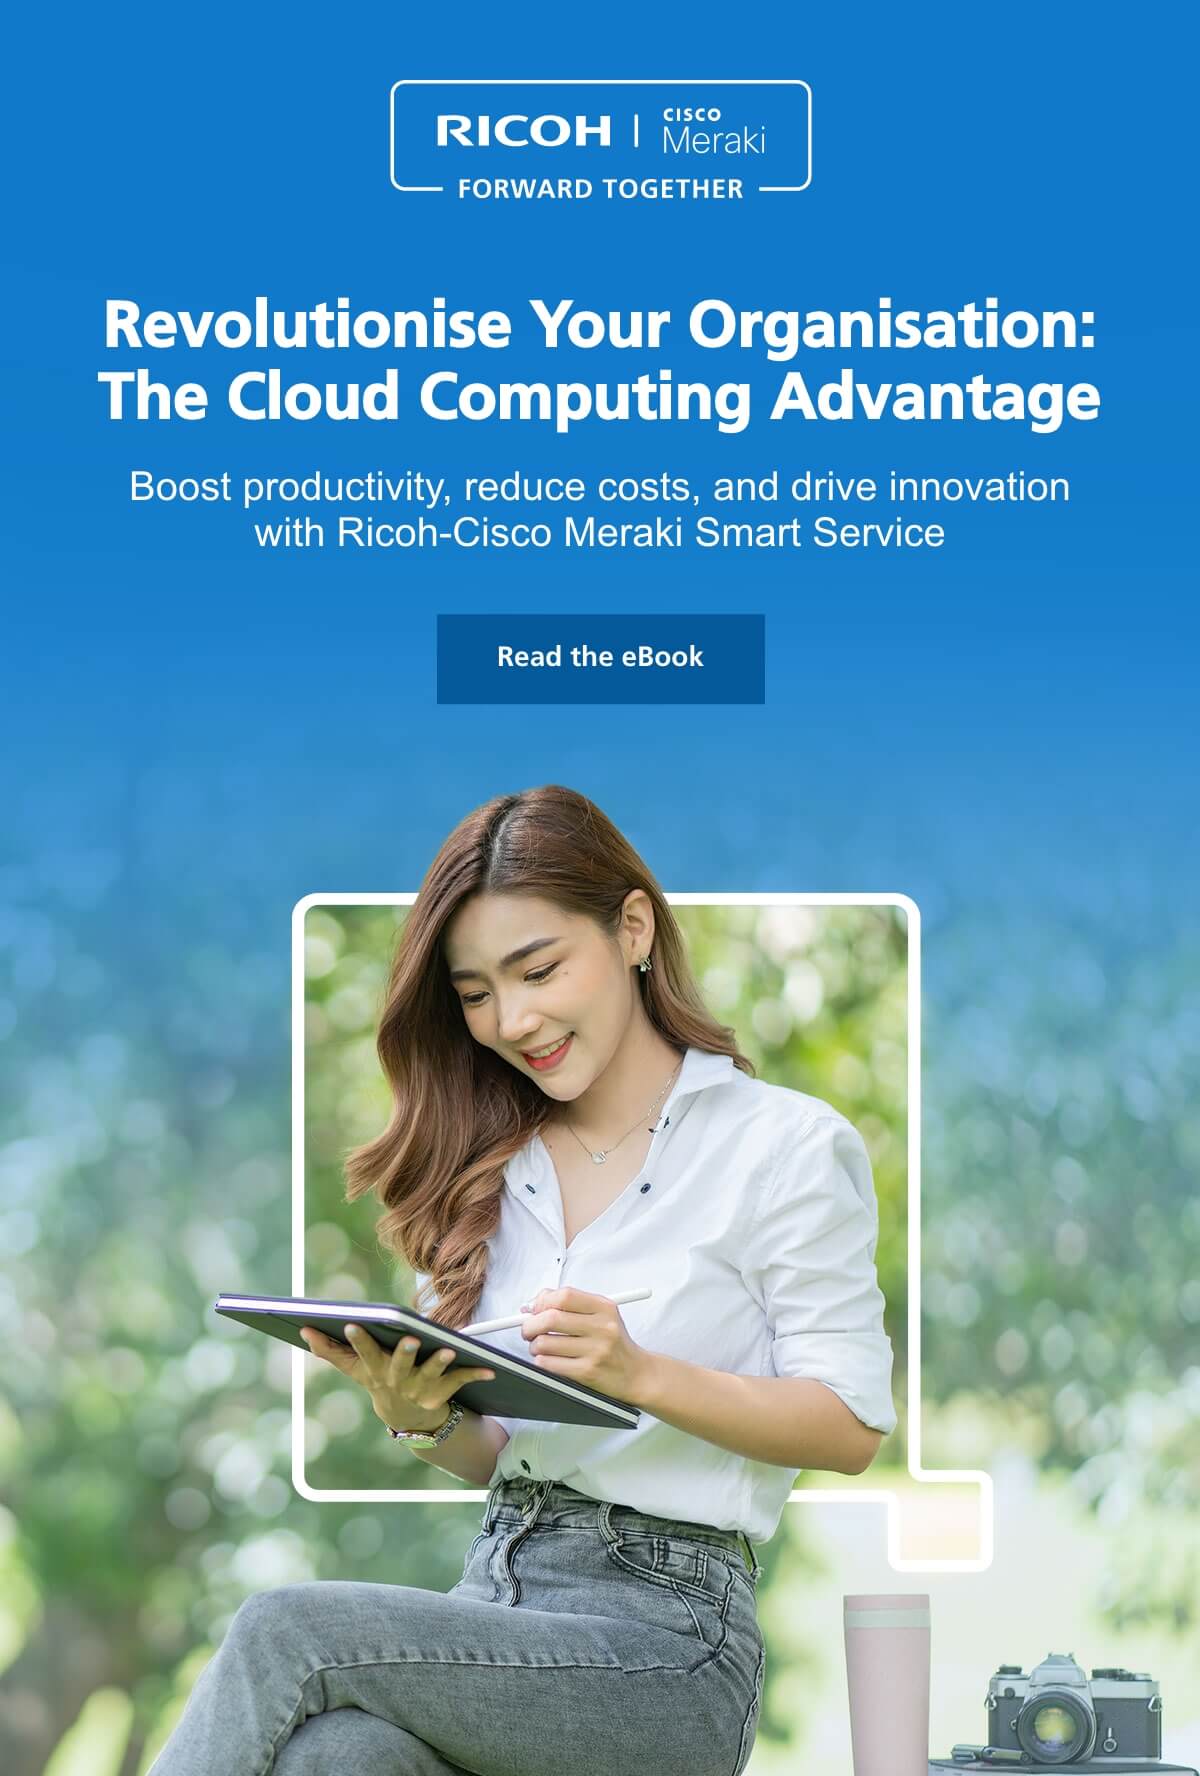 RICOH | CISCO Meraki
FORWARD TOGETHER
Revolutionise Your Organisation:
The Cloud Computing Advantage
Boost productivity, reduce costs, and drive innovation
with Ricoh-Cisco Meraki Smart Service
Read the eBook